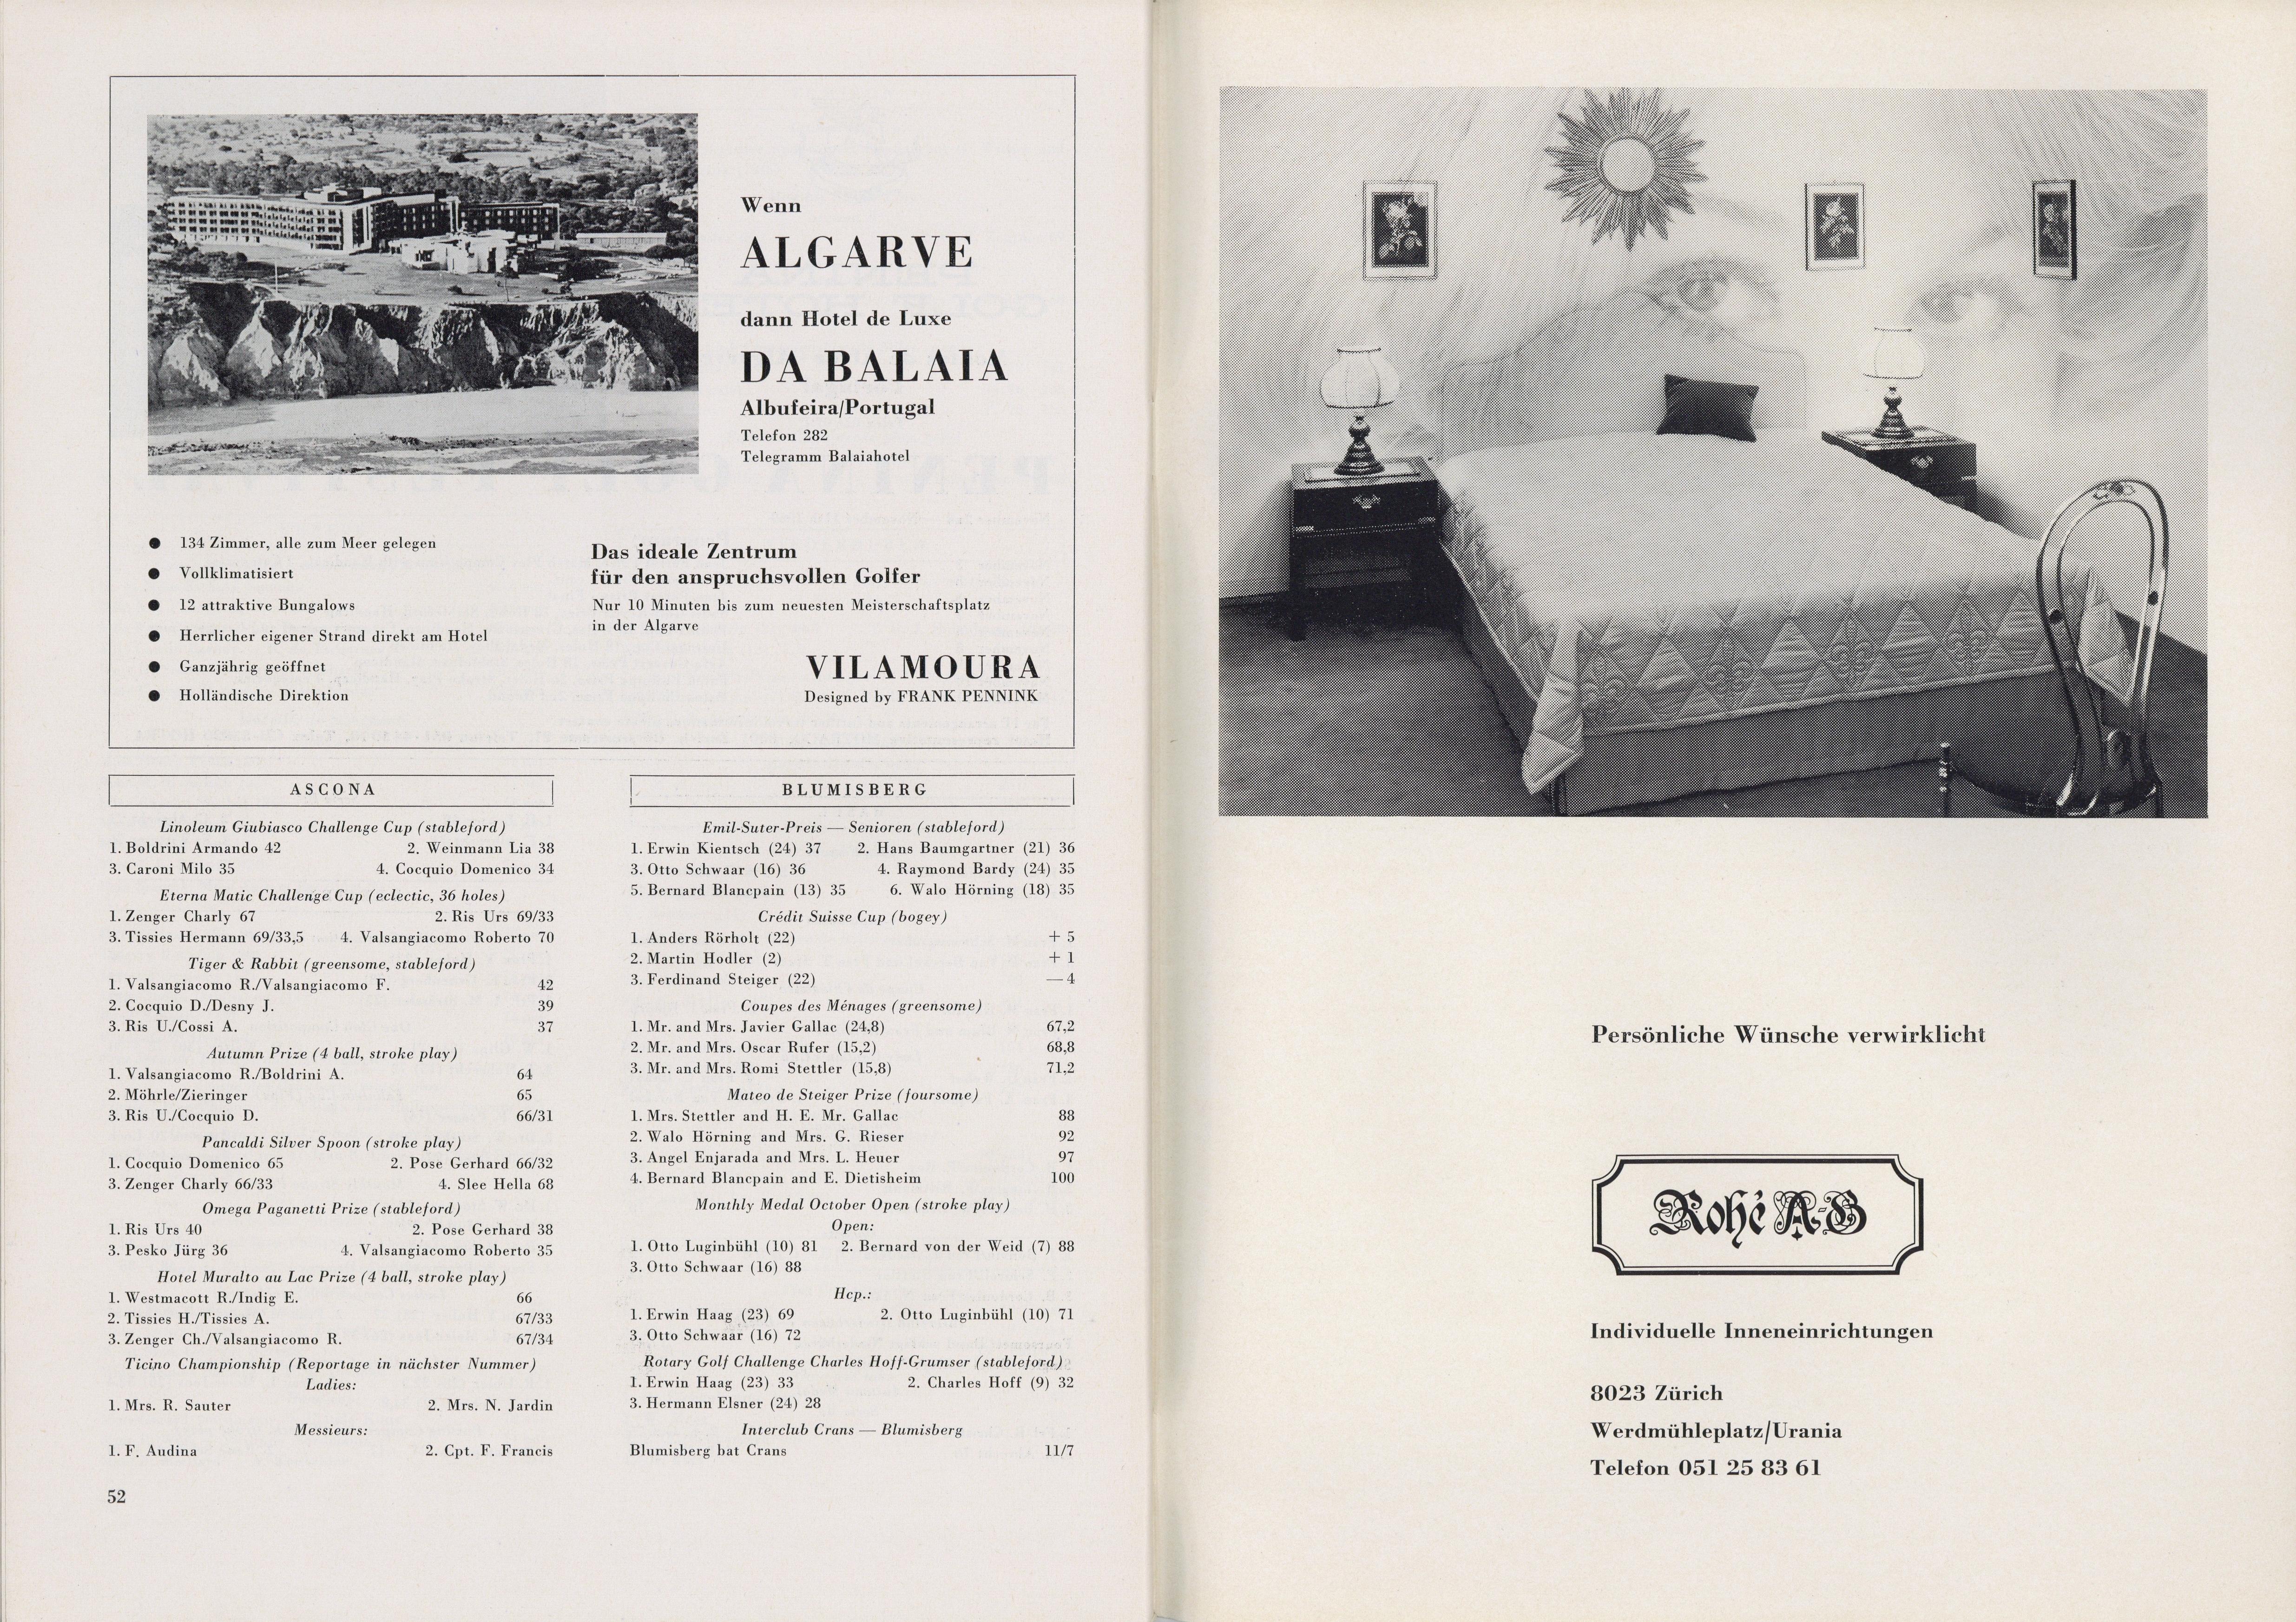 Wenn
ALGARVE
dann Hotel de Luxe
DA BALAIA
Albufeira/Portugal
Telefon 282
Telegramm Balaiahotel
● 134 Zimmer, alle zum Meer gelegen
● Vollklimatisiert
● 12 attraktive Bungalows
● Herrlicher eigener Strand direkt am Hotel
● Ganzjährig geöffnet
● Holländische Direktion
Das ideale Zentrum
für den anspruchsvollen Golfer
Nur 10 Minuten bis zum neuesten Meisterschaftsplatz
in der Algarve
VILAMOURA
Designed by FRANK PENNINK
ASCONA
Linoleum Giubiasco Challenge Cup (stableford)
1. Boldrini Armando 42 2. Weinmann Lia 38
3. Caroni Milo 35 4. Cocquio Domenico 34
Eterna Matic Challenge Cup (eclectic, 36 holes)
1. Zenger Charly 67 2. Ris Urs 69/33
3. Tissies Hermann 69/33,5 4. Valsangiacomo Roberto 70
Tiger & Rabbit (greensome, stableford)
1. Valsangiacomo R./Valsangiacomo F. 42
2. Cocquio D./Desny J. 39
3. Ris U./Cossi A. 37
Autumn Prize (4 ball, stroke play)
1. Valsangiacomo R./Boldrini A. 64
2. Möhrle/Zieringer 65
3. Ris U./Cocquio D. 66/31
Pancaldi Silver Spoon (stroke play)
1. Cocquio Domenico 65 2. Pose Gerhard 66/32
3. Zenger Charly 66/33 4. Slee Hella 68
Omega Paganetti Prize (stableford)
1. Ris Urs 40 2. Pose Gerhard 38
3. Pesko Jürg 36 4. Valsangiacomo Roberto 35
Hotel Muralto au Lac Prize (4 ball, stroke play)
1. Westmacott R./Indig E. 66
2. Tissies H./Tissies A. 67/33
3. Zenger Ch./Valsangiacomo R. 67/34
Ticino Championship (Reportage in nächster Nummer)
Ladies:
1. Mrs. R. Sauter 2. Mrs. N. Jardin
Messieurs:
1. F. Audina 2. Cpt. F. Francis
52
BLUMISBERG
Emil-Suter-Preis — Senioren (stableford)
1. Erwin Kientsch (24) 37 2. Hans Baumgartner (21) 36
3. Otto Schwaar (16) 36 4. Raymond Bardy (24) 35
5. Bernard Blancpain (13) 35 6. Walo Hörning (18) 35
Crédit Suisse Cup (bogey)
1. Anders Rörholt (22) + 5
2. Martin Hodler (2) + 1
3. Ferdinand Steiger (22) — 4
Coupes des Ménages (greensome)
1. Mr. and Mrs. Javier Gallac (24,8) 67,2
2. Mr. and Mrs. Oscar Rufer (15,2) 68,8
3. Mr. and Mrs. Romi Stettler (15,8) 71,2
Mateo de Steiger Prize (foursome)
1. Mrs. Stettler and H. E. Mr. Gallac 88
2. Walo Hörning and Mrs. G. Rieser 92
3. Angel Enjarada and Mrs. L. Heuer 97
4. Bernard Blancpain and E. Dietisheim 100
Monthly Medal October Open (stroke play)
Open:
1. Otto Luginbühl (10) 81 2. Bernard von der Weid (7) 88
3. Otto Schwaar (16) 88
Hcp.:
1. Erwin Haag (23) 69 2. Otto Luginbühl (10) 71
3. Otto Schwaar (16) 72
Rotary Golf Challenge Charles Hoff-Grumser (stableford)
1. Erwin Haag (23) 33 2. Charles Hoff (9) 32
3. Hermann Elsner (24) 28
Interclub Crans — Blumisberg
Blumisberg bat Crans 11/7
Persönliche Wünsche verwirklicht
Rohé A-G
Individuelle Inneneinrichtungen
8023 Zürich
Werdmühleplatz/Urania
Telefon 051 25 83 61